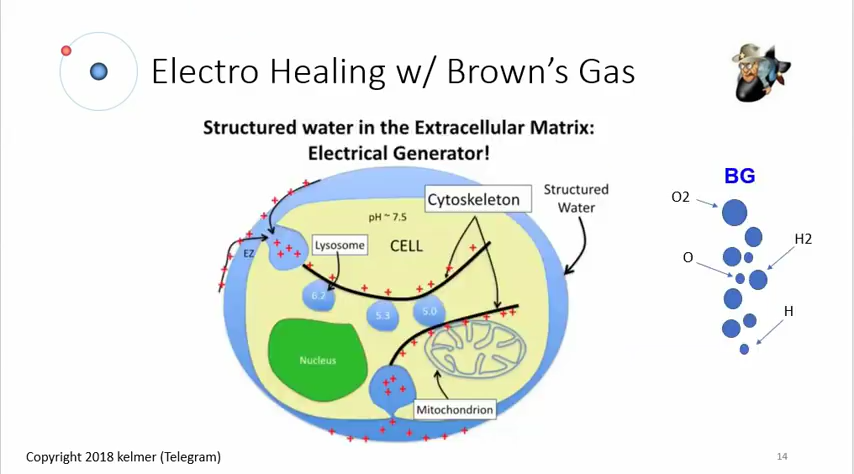 Electro Healing w/ Brown's Gas
Structured water in the Extracellular Matrix:
Electrical Generator!
pH ~ 7.5
Cytoskeleton
Structured
Water
EZ
Lysosome
CELL
6.2
5.3
5.0
Nucleus
Mitochondrion
BG
O2
H2
O
H
Copyright 2018 kelmer (Telegram)
14